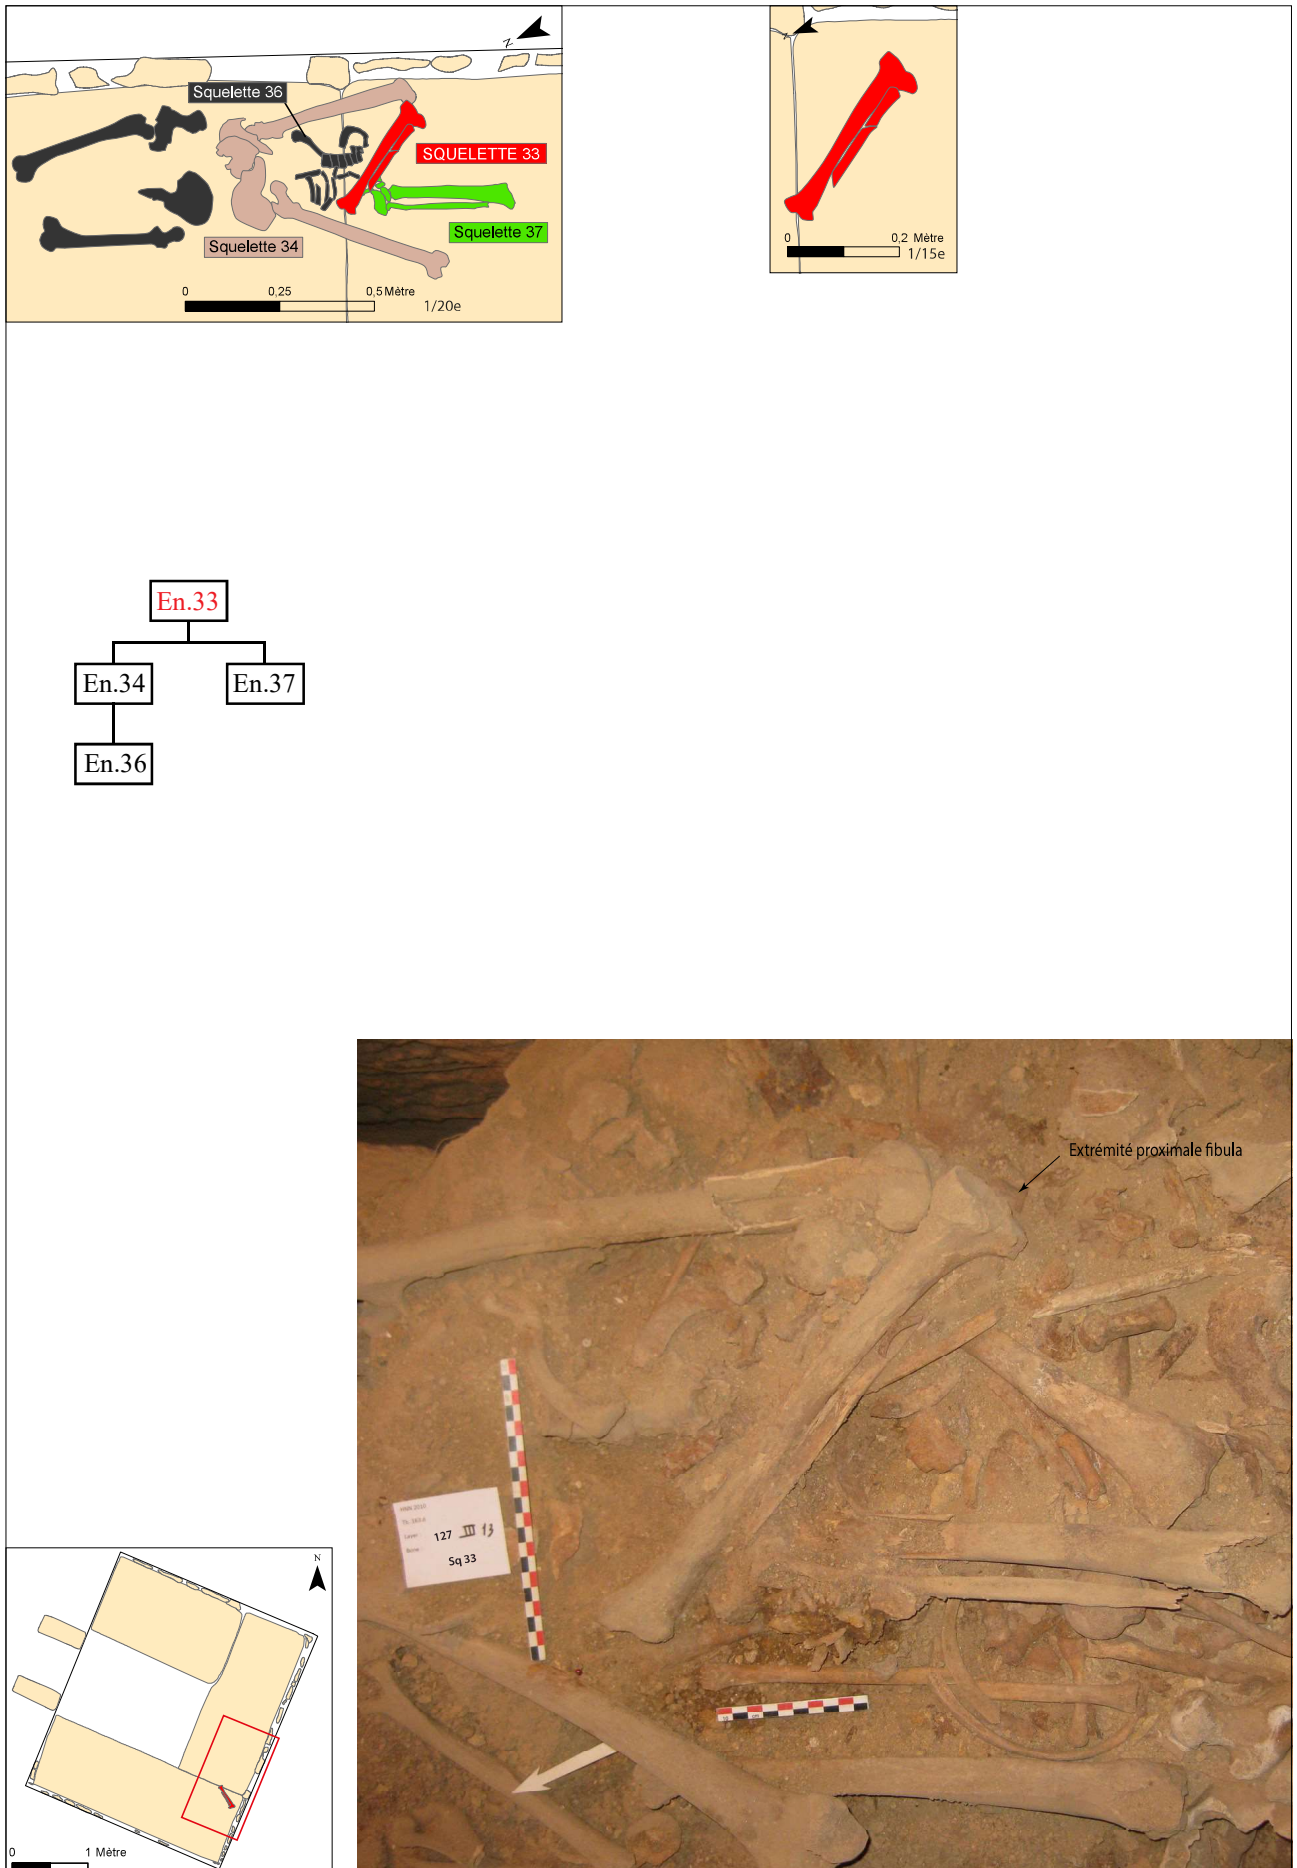 N
Squelette 36
SQUELETTE 33
Squelette 37
Squelette 34
0 0,25 0,5 Mètre
1/20e
0 0,2 Mètre
1/15e
En.33
En.34 En.37
En.36
Extrémité proximale fibula
127 III 13
Sq 33
N
0 1 Mètre